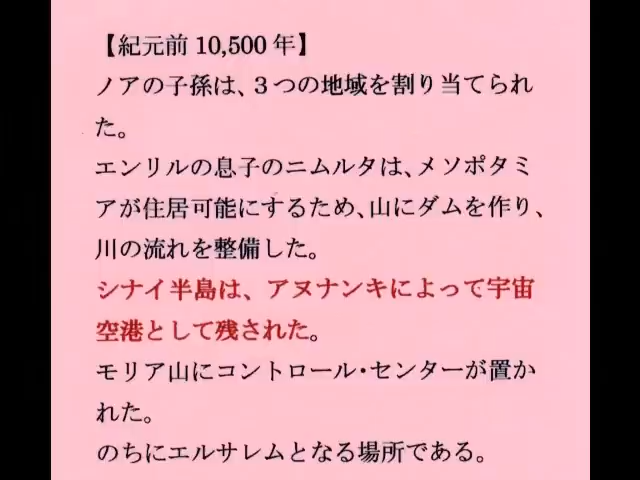 【紀元前 10,500 年】
ノアの子孫は、３つの地域を割り当てられ
た。
エンリルの息子のニムルタは、メソポタミ
アが住居可能にするため、山にダムを作り、
川の流れを整備した。
シナイ半島は、アヌナンキによって宇宙
空港として残された。
モリア山にコントロール・センターが置か
れた。
のちにエルサレムとなる場所である。